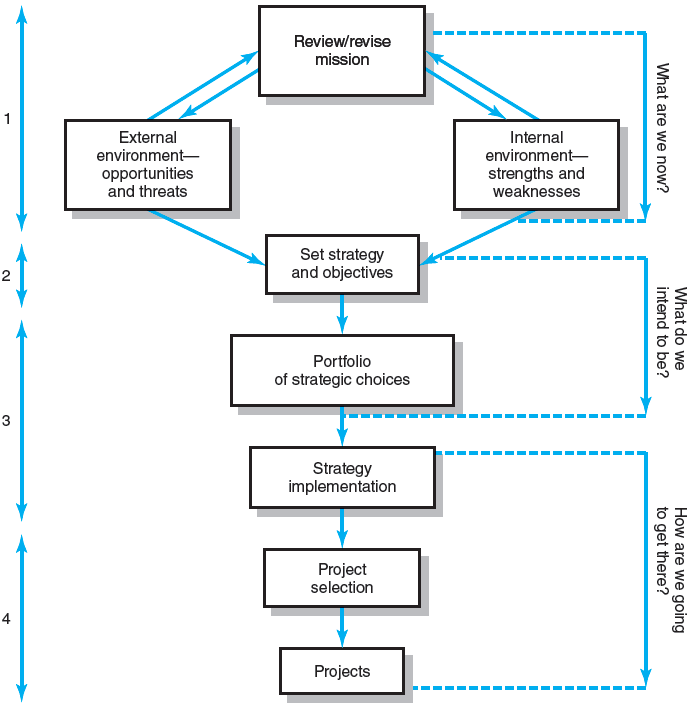 Review/revise
mission
1
External
environment—
opportunities
and threats
Internal
environment—
strengths and
weaknesses
What are we now?
2
Set strategy
and objectives
What do we
intend to be?
Portfolio
of strategic choices
3
Strategy
implementation
How are we going
to get there?
Project
selection
4
Projects